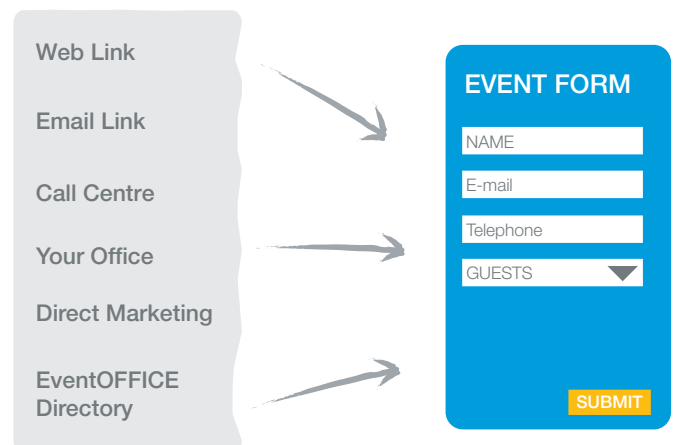 Web Link
Email Link
Call Centre
Your Office
Direct Marketing
EventOFFICE
Directory
EVENT FORM
NAME
E-mail
Telephone
GUESTS
SUBMIT